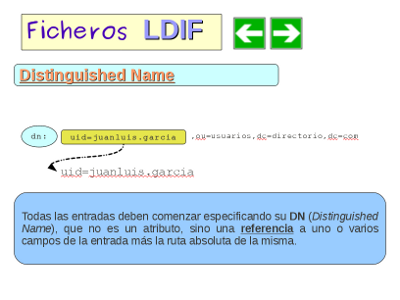 Ficheros LDIF
Distinguished Name
dn: uid=juanluis.garcia ,ou=usuarios,dc=directorio,dc=com
uid=juanluis.garcia
Todas las entradas deben comenzar especificando su DN (Distinguished
Name), que no es un atributo, sino una referencia a uno o varios
campos de la entrada más la ruta absoluta de la misma.